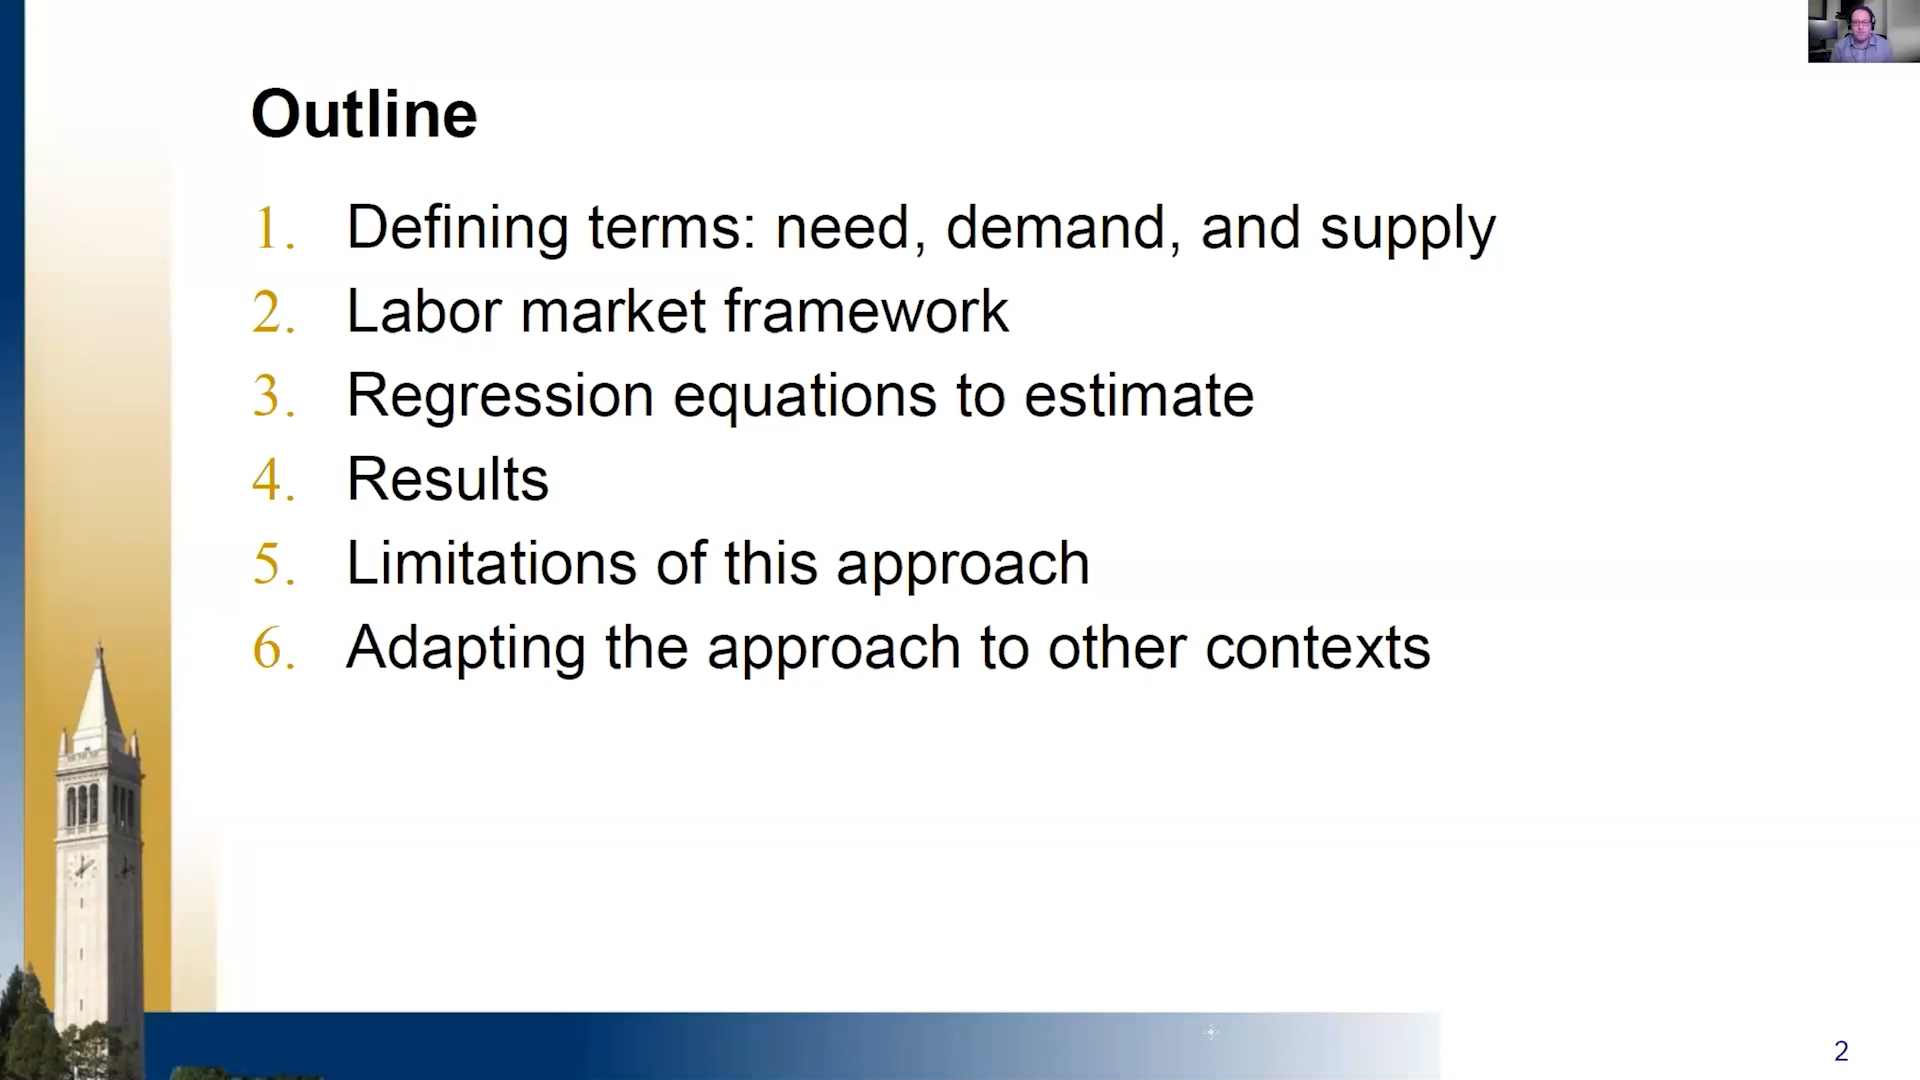 Outline
1. Defining terms: need, demand, and supply
2. Labor market framework
3. Regression equations to estimate
4. Results
5. Limitations of this approach
6. Adapting the approach to other contexts
2